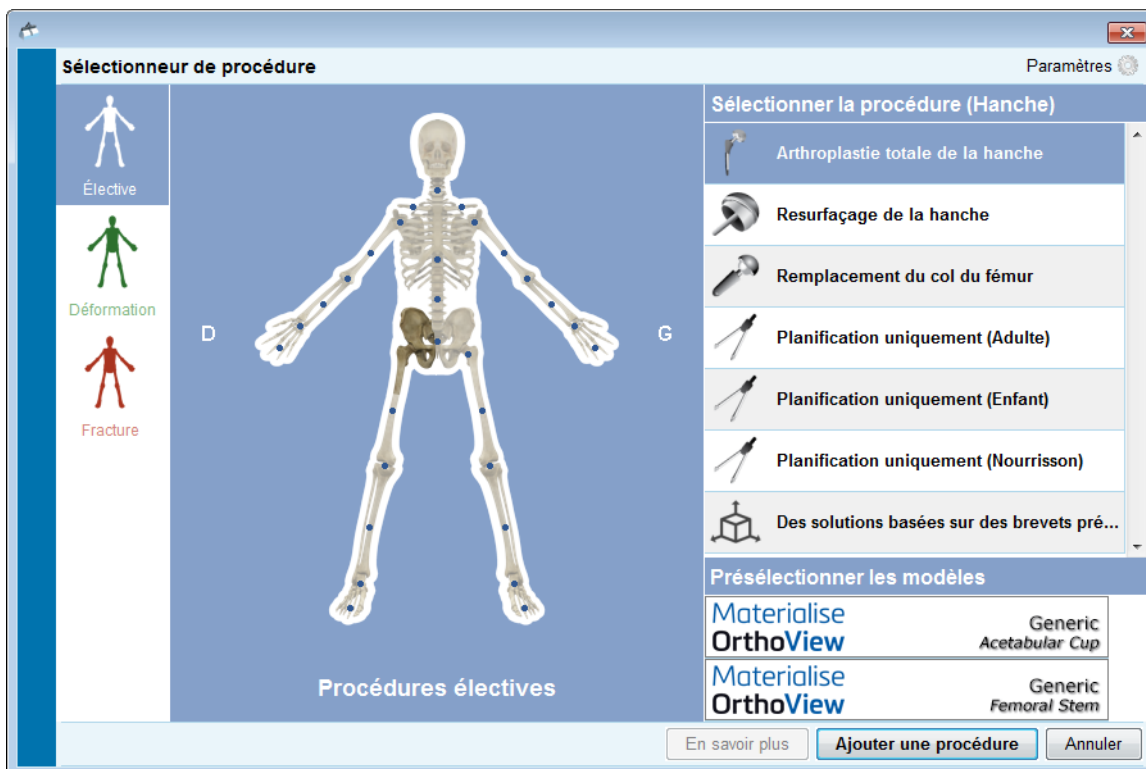 Sélectionneur de procédure
Paramètres
Élective
Déformation
Fracture
D
G
Procédures électives
Sélectionner la procédure (Hanche)
Arthroplastie totale de la hanche
Resurfaçage de la hanche
Remplacement du col du fémur
Planification uniquement (Adulte)
Planification uniquement (Enfant)
Planification uniquement (Nourrisson)
Des solutions basées sur des brevets pré...
Présélectionner les modèles
Materialise
OrthoView
Generic
Acetabular Cup
Materialise
OrthoView
Generic
Femoral Stem
En savoir plus
Ajouter une procédure
Annuler